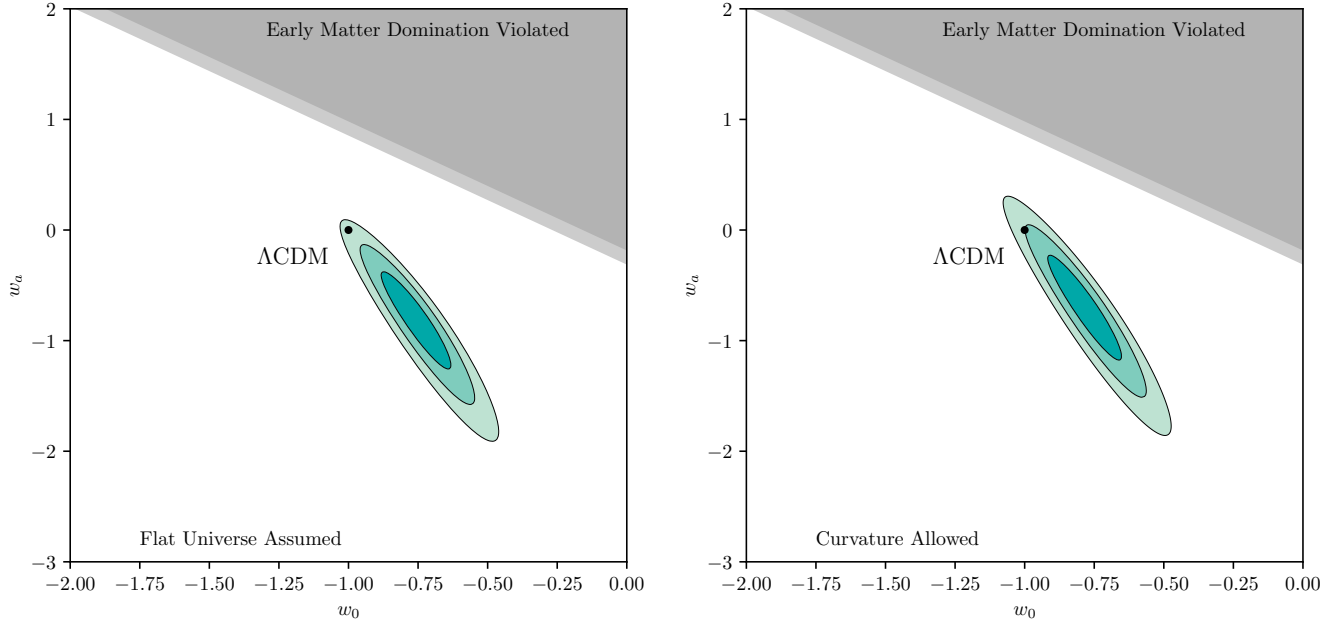 Early Matter Domination Violated
ΛCDM
Flat Universe Assumed
2
1
0
−1
−2
−3
w_a
−2.00 −1.75 −1.50 −1.25 −1.00 −0.75 −0.50 −0.25 0.00
w_0
Early Matter Domination Violated
ΛCDM
Curvature Allowed
2
1
0
−1
−2
−3
w_a
−2.00 −1.75 −1.50 −1.25 −1.00 −0.75 −0.50 −0.25 0.00
w_0